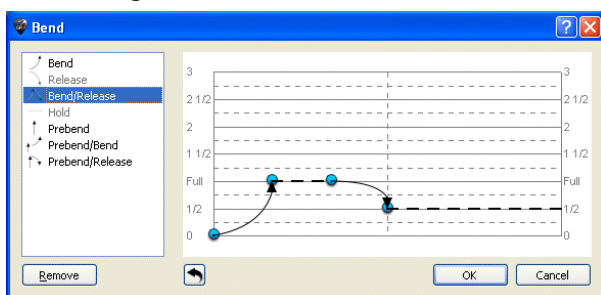 Bend
Bend
Release
Bend/Release
Hold
Prebend
Prebend/Bend
Prebend/Release
3
2 1/2
2
1 1/2
Full
1/2
0
3
2 1/2
2
1 1/2
Full
1/2
0
Remove
OK
Cancel